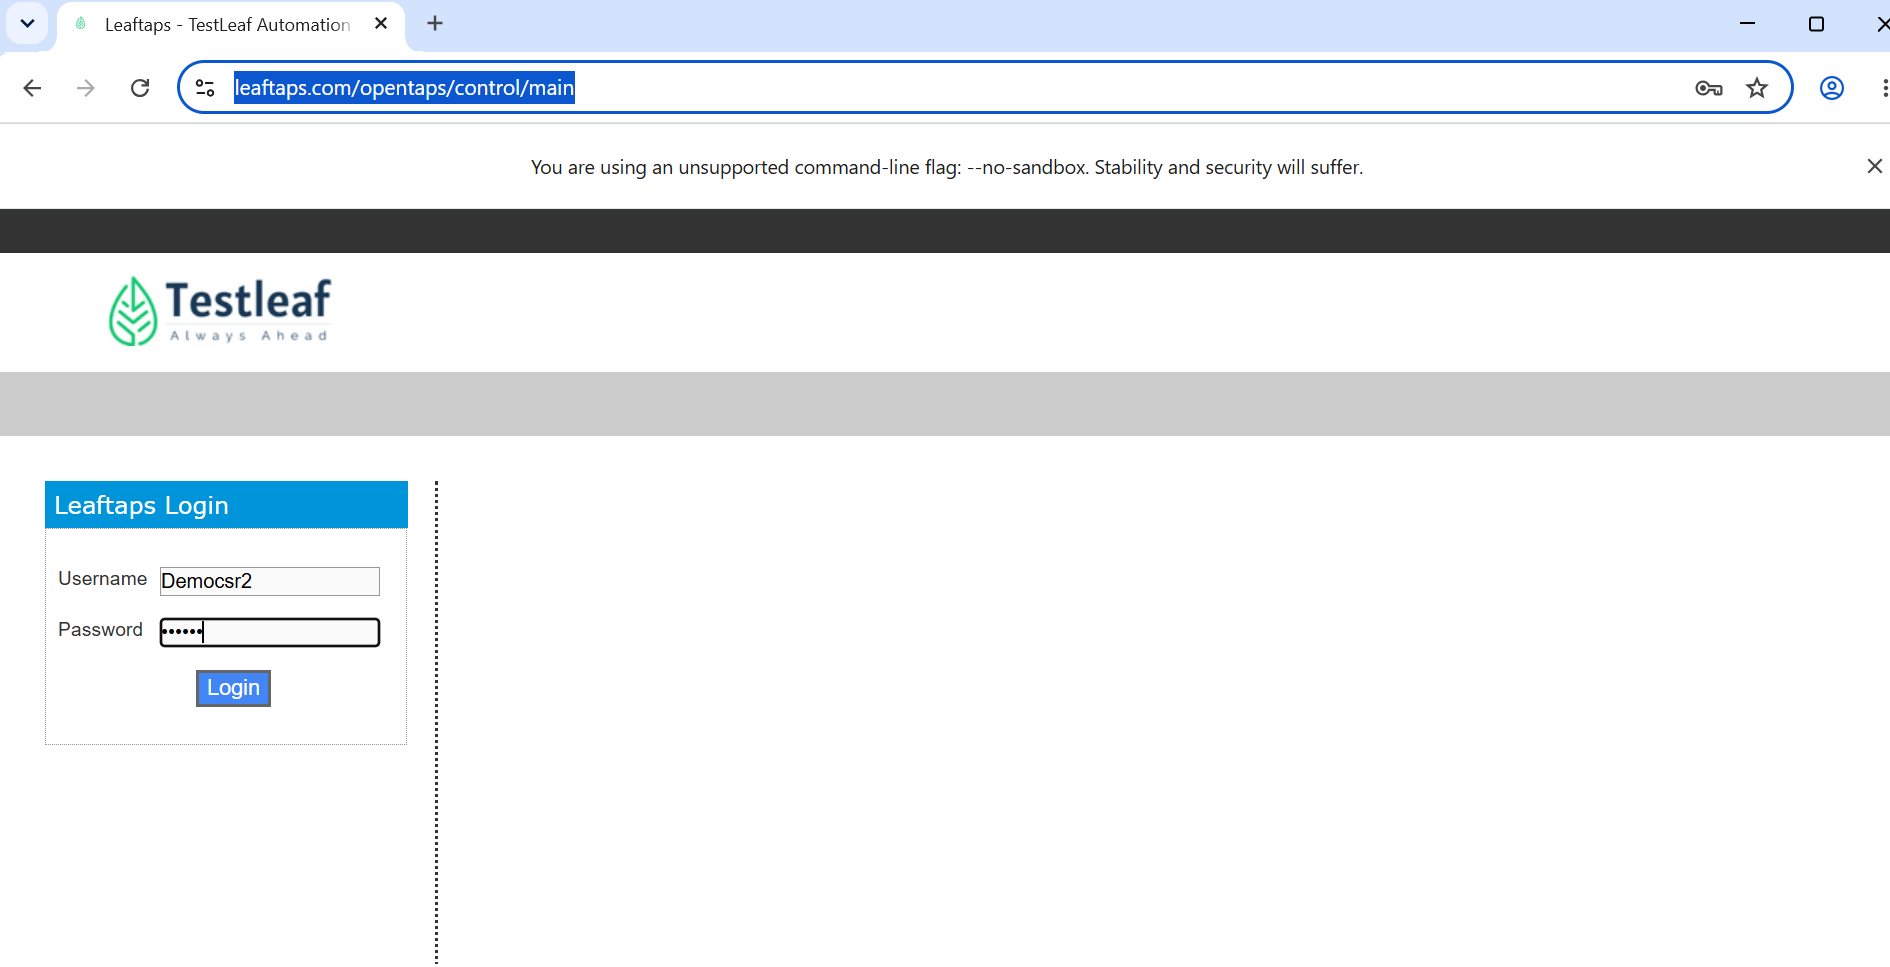 Leaftaps - TestLeaf Automation
leaftaps.com/opentaps/control/main
You are using an unsupported command-line flag: --no-sandbox. Stability and security will suffer.
Testleaf
Always Ahead
Leaftaps Login
Username Democsr2
Password ••••••
Login